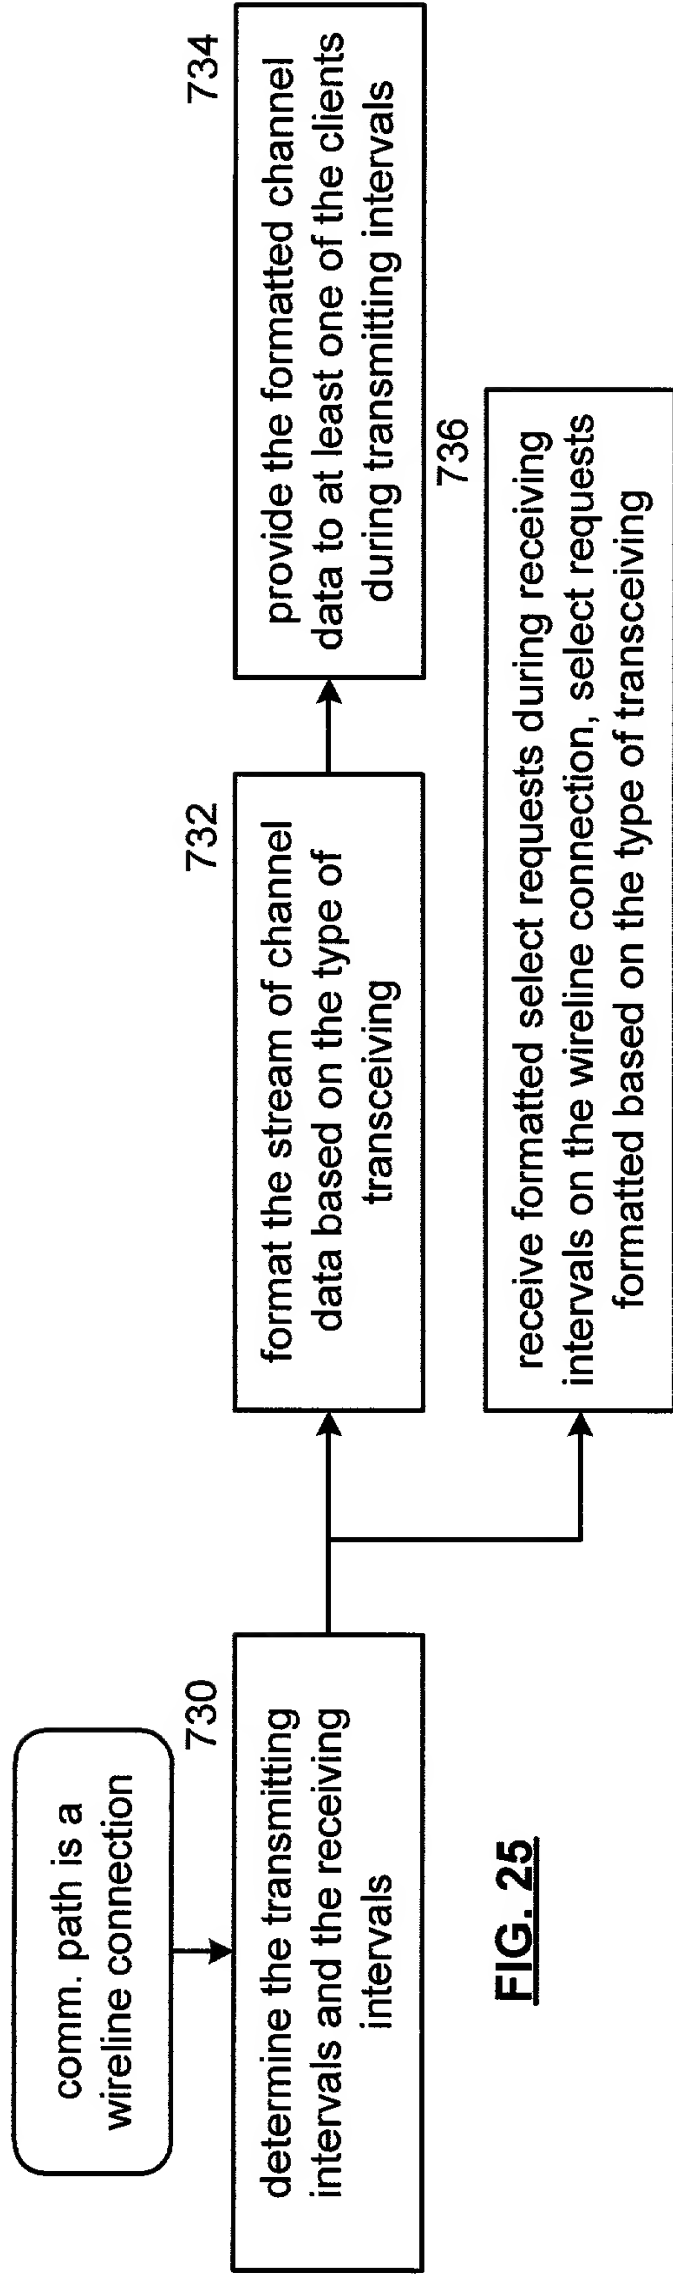 comm. path is a
wireline connection
730
determine the transmitting
intervals and the receiving
intervals
732
format the stream of channel
data based on the type of
transceiving
734
provide the formatted channel
data to at least one of the clients
during transmitting intervals
736
receive formatted select requests during receiving
intervals on the wireline connection, select requests
formatted based on the type of transceiving
FIG. 25